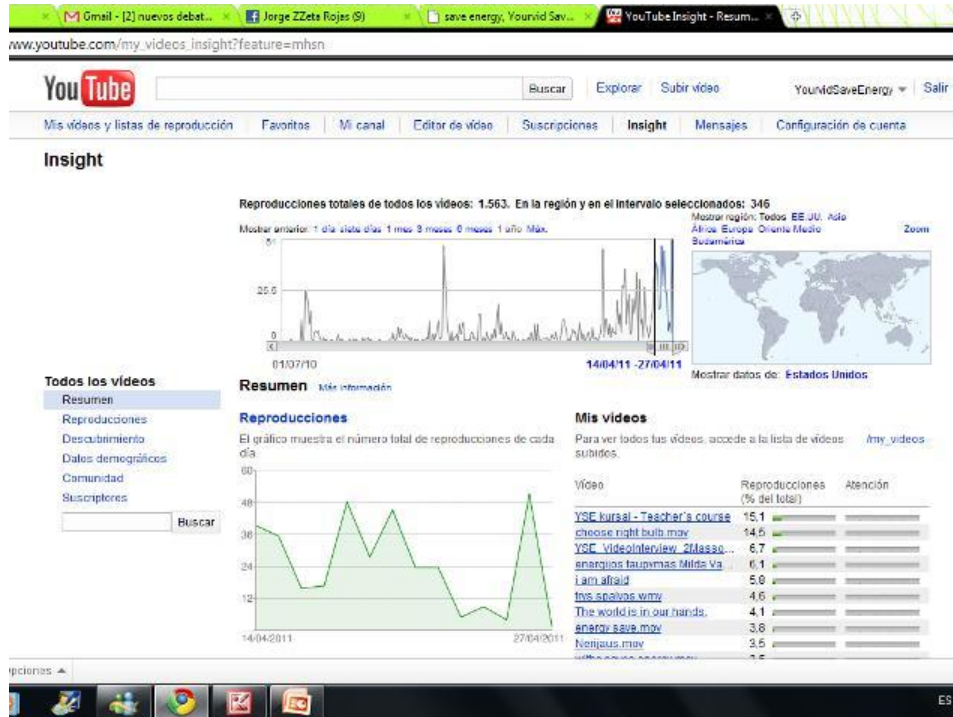 Gmail - [2] nuevos debat...
Jorge ZZeta Rojas (9)
save energy, Yourvid Sav...
YouTube Insight - Resum...
www.youtube.com/my_videos_insight?feature=mhsn
YouTube
Buscar
Explorar
Subir vídeo
YourvidSaveEnergy
Salir
Mis vídeos y listas de reproducción
Favoritos
Mi canal
Editor de vídeo
Suscripciones
Insight
Mensajes
Configuración de cuenta
Insight
Reproducciones totales de todos los vídeos: 1.563. En la región y en el intervalo seleccionados: 346
Mostrar anterior: 1 día siete días 1 mes 3 meses 6 meses 1 año Máx.
Mostrar región: Todos EE.UU. Asia
África Europa Oriente Medio
Sudamérica
Zoom
51
25.5
0
01/07/10
14/04/11 -27/04/11
Mostrar datos de: Estados Unidos
Todos los vídeos
Resumen
Reproducciones
Descubrimiento
Datos demográficos
Comunidad
Suscriptores
Buscar
Resumen
Más información
Reproducciones
El gráfico muestra el número total de reproducciones de cada
día.
60
48
36
24
12
14/04/2011
27/04/2011
Mis vídeos
Para ver todos tus vídeos, accede a la lista de vídeos
subidos.
/my_videos
Vídeo
Reproducciones
(% del total)
Atención
YSE kursai - Teacher´s course 15,1
choose right bulb.mov 14,5
YSE_VideoInterview_2Masso... 6,7
energijos taupymas Milda Va... 6,1
i am afraid 5,8
trys spalvos.wmv 4,6
The world is in our hands. 4,1
energy save.mov 3,8
Nerijaus.mov 3,5
pciones
ES